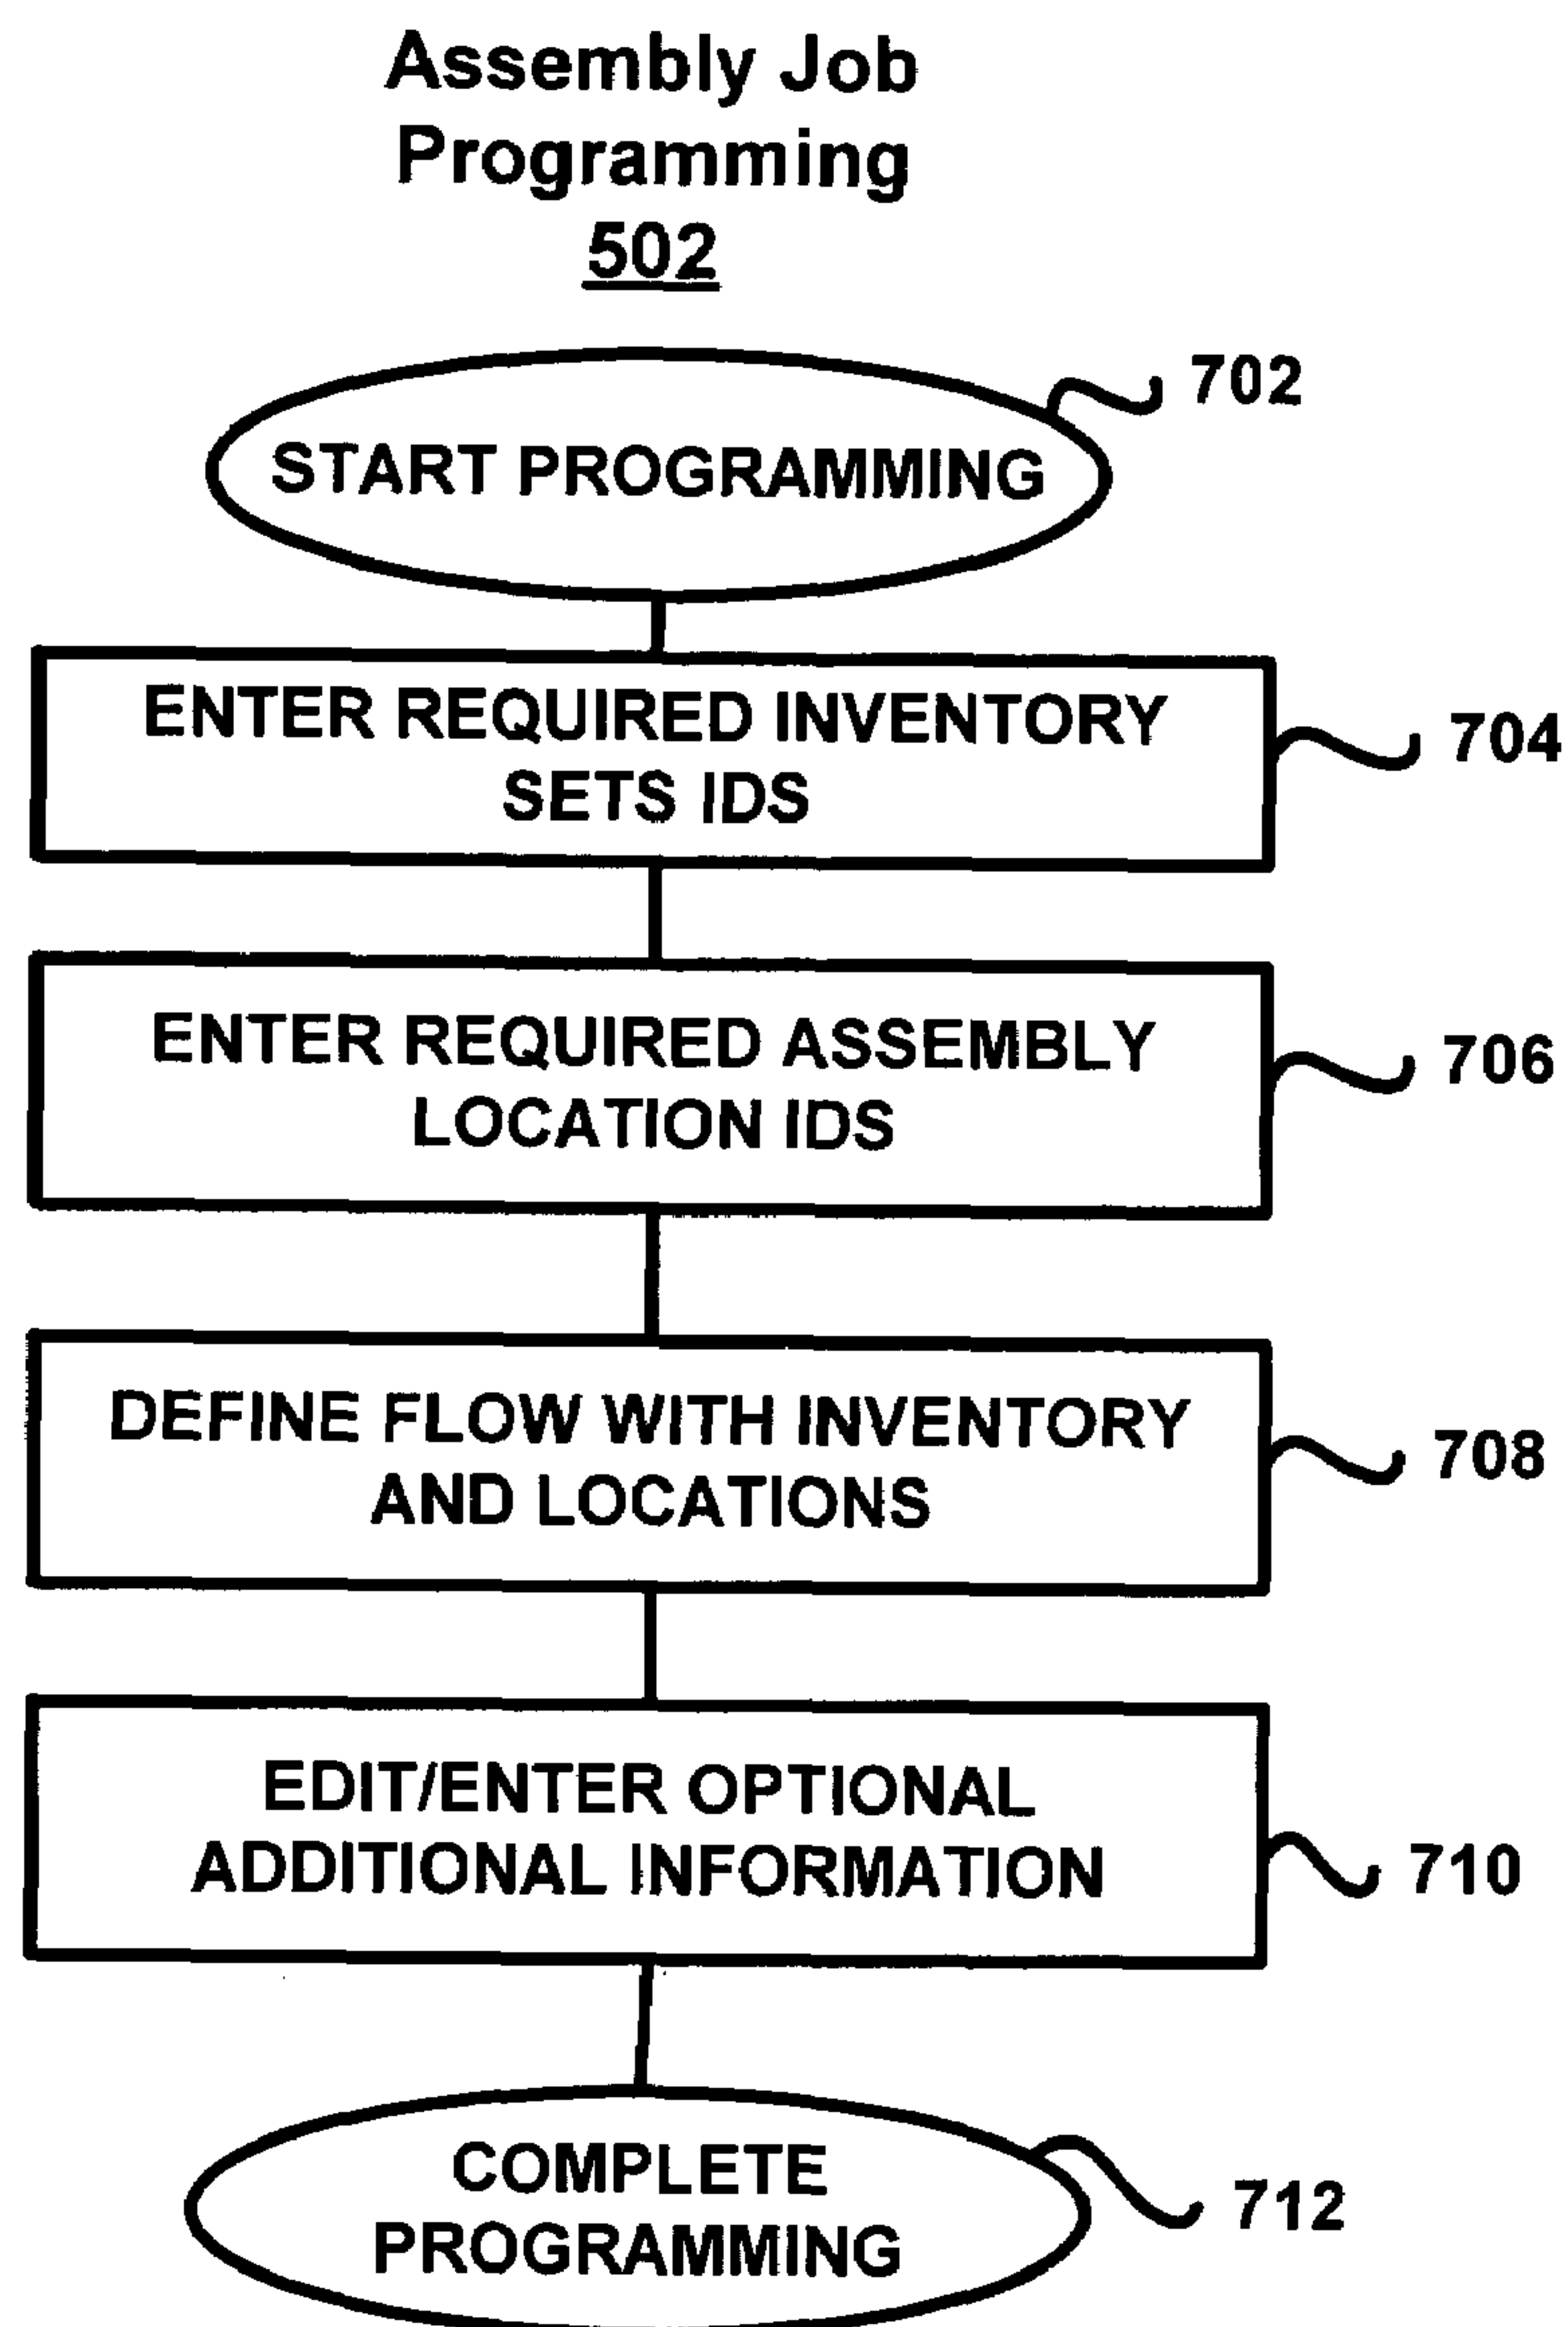 Assembly Job
Programming
502
702
START PROGRAMMING
ENTER REQUIRED INVENTORY
SETS IDS
704
ENTER REQUIRED ASSEMBLY
LOCATION IDS
706
DEFINE FLOW WITH INVENTORY
AND LOCATIONS
708
EDIT/ENTER OPTIONAL
ADDITIONAL INFORMATION
710
COMPLETE
PROGRAMMING
712